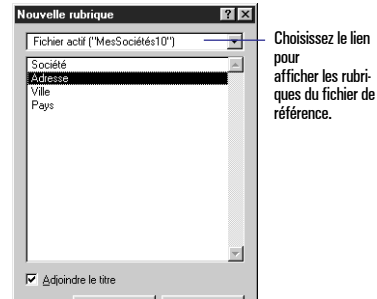 Nouvelle rubrique
Fichier actif ("MesSociétés10")
Société
Adresse
Ville
Pays
Adjoindre le titre
Choisissez le lien
pour
afficher les rubri-
ques du fichier de
référence.